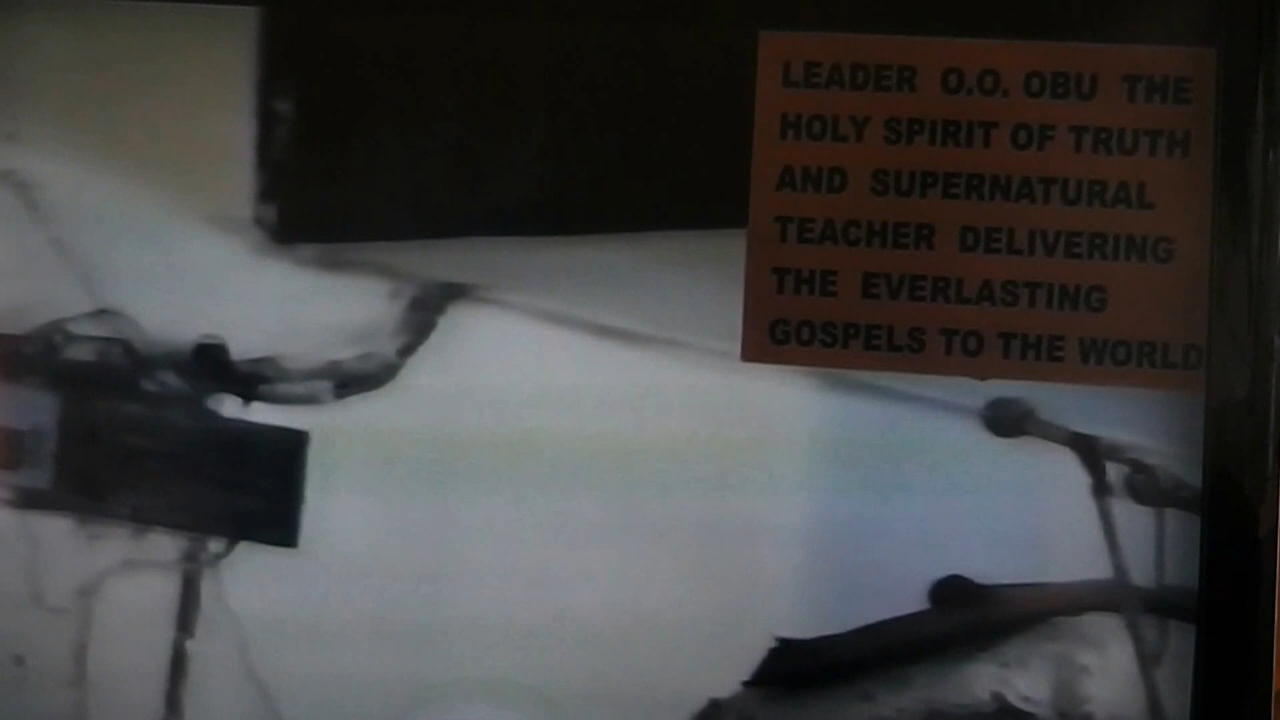 LEADER O.O. OBU THE
HOLY SPIRIT OF TRUTH
AND SUPERNATURAL
TEACHER DELIVERING
THE EVERLASTING
GOSPELS TO THE WORLD